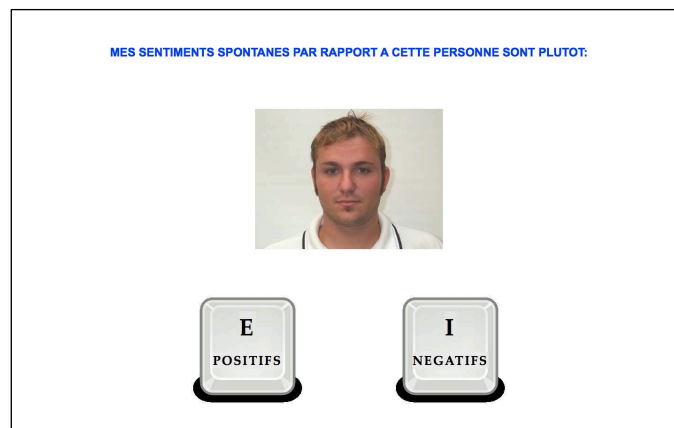 MES SENTIMENTS SPONTANES PAR RAPPORT A CETTE PERSONNE SONT PLUTOT:
E
POSITIFS
I
NEGATIFS